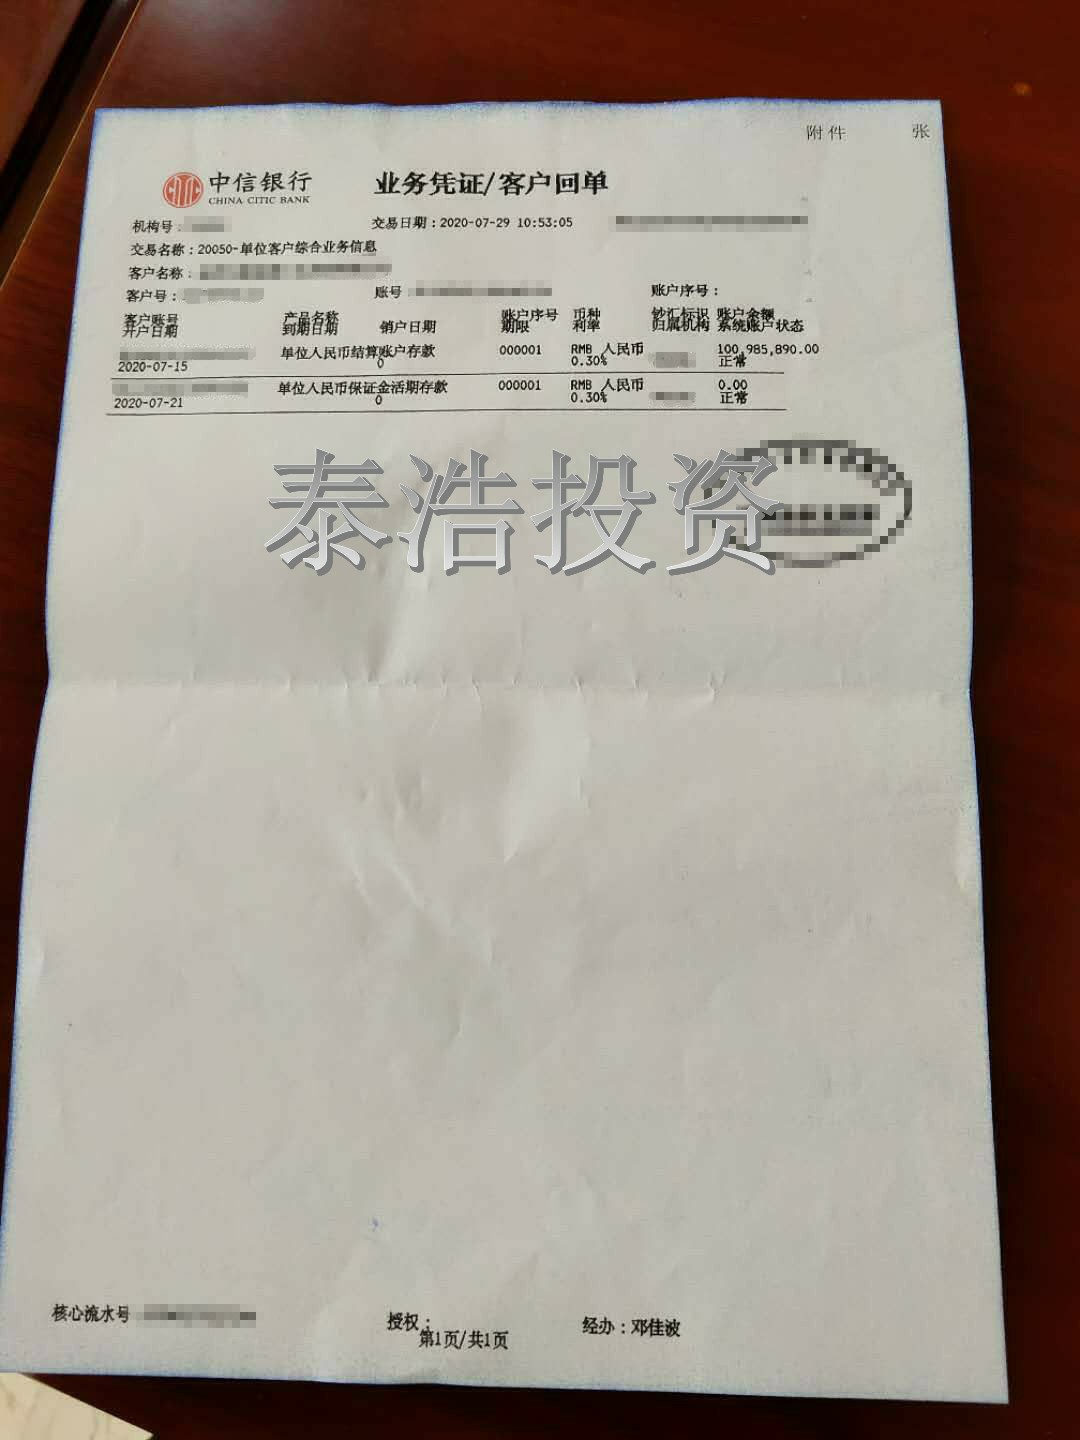 附件 张
中信银行 业务凭证/客户回单
CHINA CITIC BANK
机构号: 交易日期:2020-07-29 10:53:05
交易名称:20050-单位客户综合业务信息
客户名称:
客户号: 账号 账户序号:
客户账号 产品名称 账户序号 币种 钞汇标识 账户余额
开户日期 到期日期 销户日期 期限 利率 归属机构 系统账户状态
单位人民币结算账户存款 000001 RMB 人民币 100,985,890.00
2020-07-15 0 0.30% 正常
单位人民币保证金活期存款 000001 RMB 人民币 0.00
2020-07-21 0 0.30% 正常
泰浩投资
核心流水号 授权: 经办:邓佳波
第1页/共1页